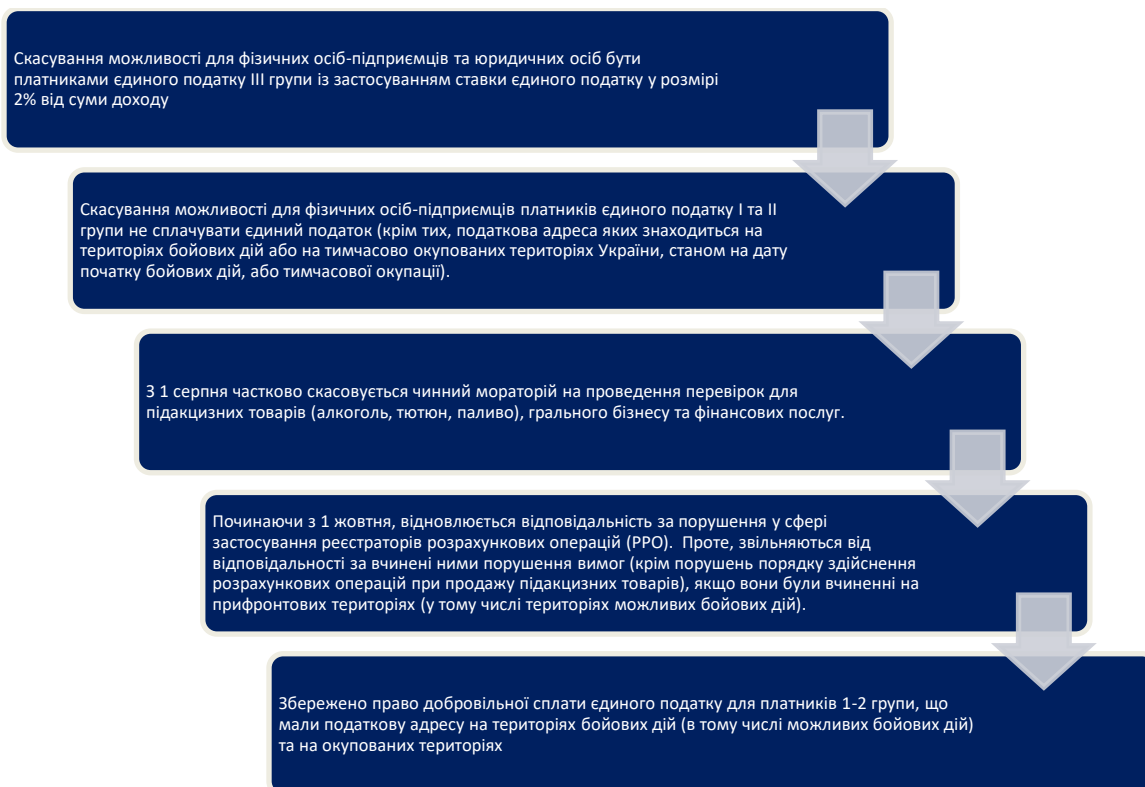 Скасування можливості для фізичних осіб-підприємців та юридичних осіб бути
платниками єдиного податку III групи із застосуванням ставки єдиного податку у розмірі
2% від суми доходу
Скасування можливості для фізичних осіб-підприємців платників єдиного податку I та II
групи не сплачувати єдиний податок (крім тих, податкова адреса яких знаходиться на
територіях бойових дій або на тимчасово окупованих територіях України, станом на дату
початку бойових дій, або тимчасової окупації).
З 1 серпня частково скасовується чинний мораторій на проведення перевірок для
підакцизних товарів (алкоголь, тютюн, паливо), грального бізнесу та фінансових послуг.
Починаючи з 1 жовтня, відновлюється відповідальність за порушення у сфері
застосування реєстраторів розрахункових операцій (РРО).  Проте, звільняються від
відповідальності за вчинені ними порушення вимог (крім порушень порядку здійснення
розрахункових операцій при продажу підакцизних товарів), якщо вони були вчиненні на
прифронтових територіях (у тому числі територіях можливих бойових дій).
Збережено право добровільної сплати єдиного податку для платників 1-2 групи, що
мали податкову адресу на територіях бойових дій (в тому числі можливих бойових дій)
та на окупованих територіях